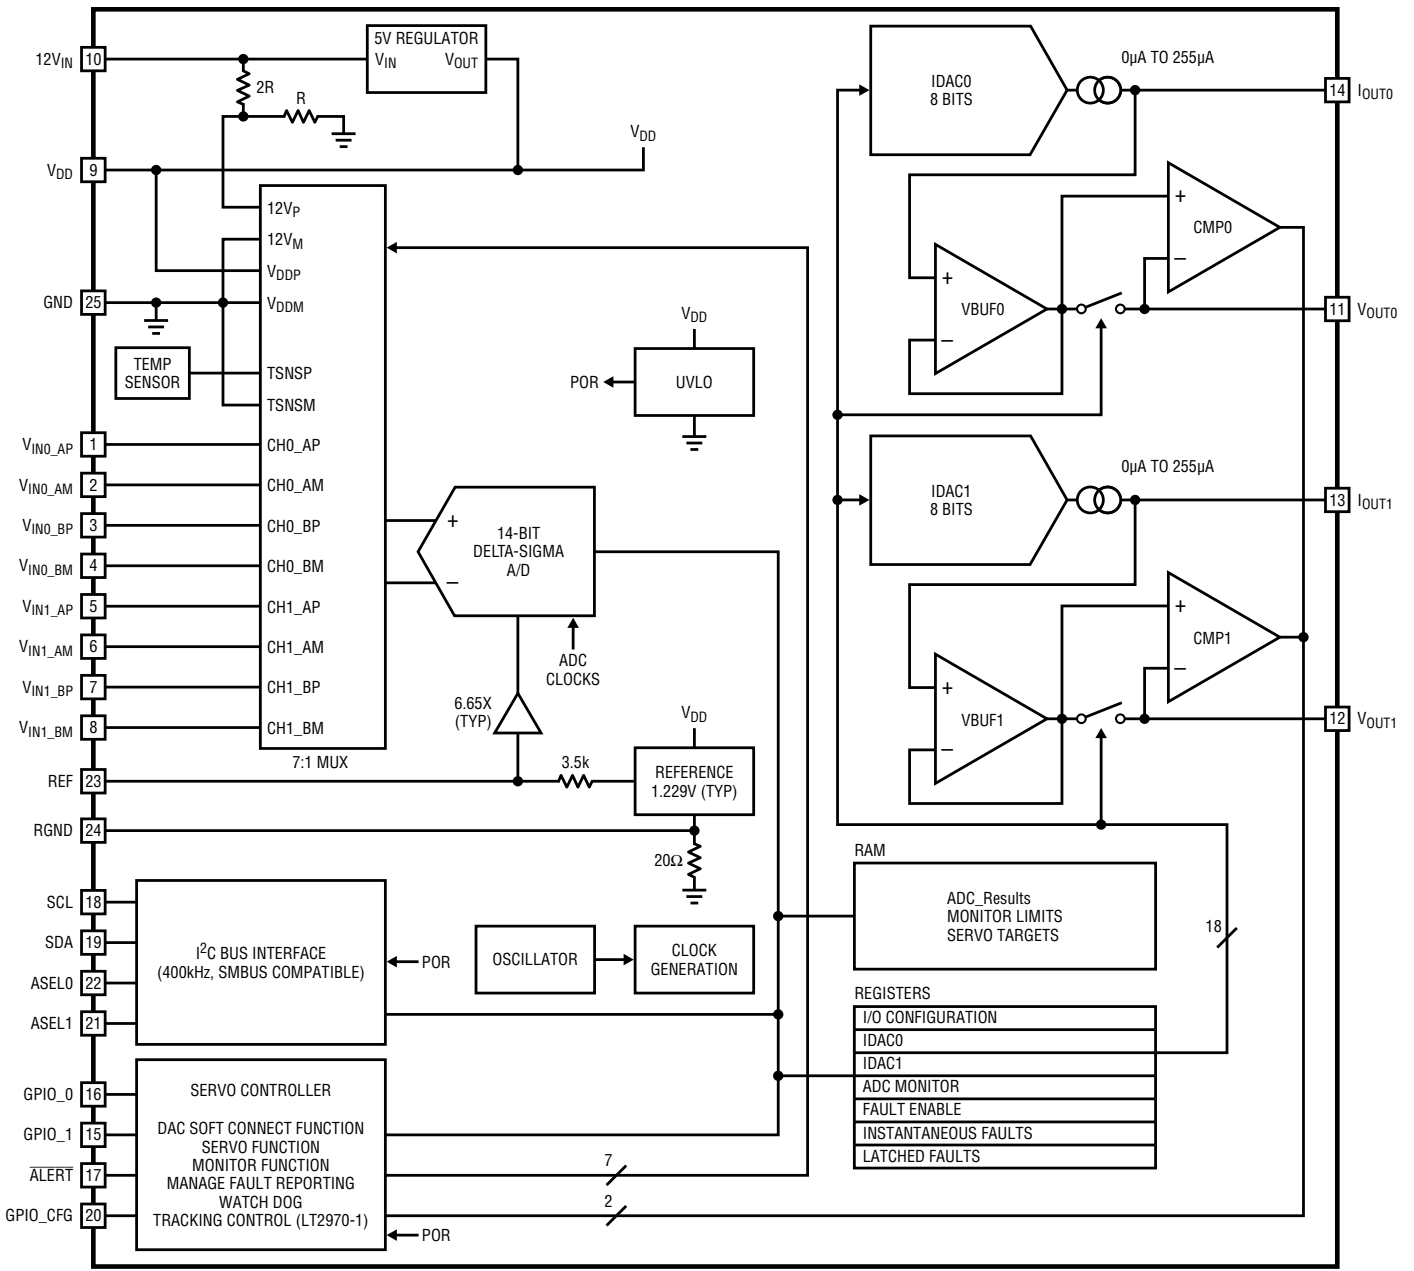 12VIN
10
5V REGULATOR
VIN
VOUT
2R
R
VDD
9
VDD
12VP
12VM
VDDP
GND
25
VDDM
TEMP
SENSOR
TSNSP
TSNSM
VIN0_AP
1
CH0_AP
VIN0_AM
2
CH0_AM
VIN0_BP
3
CH0_BP
VIN0_BM
4
CH0_BM
VIN1_AP
5
CH1_AP
VIN1_AM
6
CH1_AM
VIN1_BP
7
CH1_BP
VIN1_BM
8
CH1_BM
7:1 MUX
VDD
POR
UVLO
+
–
14-BIT
DELTA-SIGMA
A/D
ADC
CLOCKS
6.65X
(TYP)
VDD
REF
23
3.5k
REFERENCE
1.229V (TYP)
RGND
24
20Ω
SCL
18
SDA
19
ASEL0
22
ASEL1
21
I2C BUS INTERFACE
(400kHz, SMBUS COMPATIBLE)
POR
OSCILLATOR
CLOCK
GENERATION
GPIO_0
16
GPIO_1
15
ALERT
17
GPIO_CFG
20
SERVO CONTROLLER
DAC SOFT CONNECT FUNCTION
SERVO FUNCTION
MONITOR FUNCTION
MANAGE FAULT REPORTING
WATCH DOG
TRACKING CONTROL (LT2970-1)
POR
7
2
IDAC0
8 BITS
0µA TO 255µA
14
IOUT0
+
–
CMP0
+
–
VBUF0
11
VOUT0
IDAC1
8 BITS
0µA TO 255µA
13
IOUT1
+
–
CMP1
+
–
VBUF1
12
VOUT1
RAM
ADC_Results
MONITOR LIMITS
SERVO TARGETS
18
REGISTERS
I/O CONFIGURATION
IDAC0
IDAC1
ADC MONITOR
FAULT ENABLE
INSTANTANEOUS FAULTS
LATCHED FAULTS